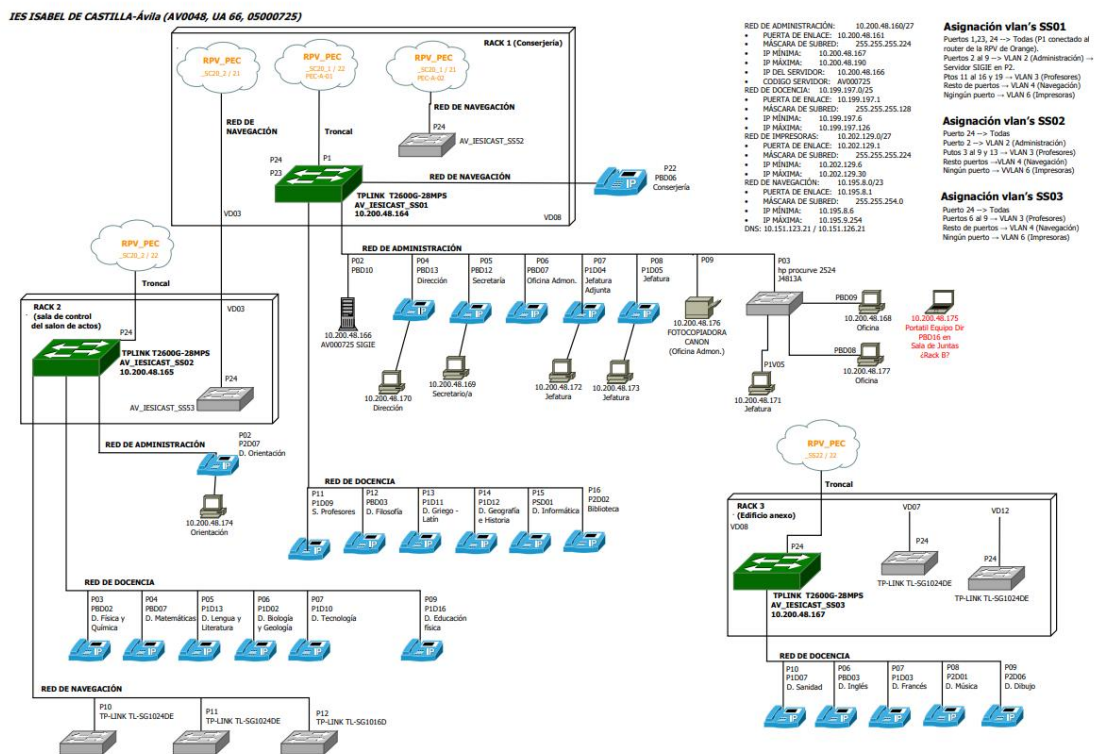 IES ISABEL DE CASTILLA-Ávila (AV0048, UA 66, 05000725)
RACK 1 (Conserjería)
RPV_PEC
_SC20_2 / 21
RPV_PEC
_SC20_1 / 22
PEC-A-01
RPV_PEC
_SC20_1 / 21
PEC-A-02
RED DE NAVEGACIÓN
RED DE
NAVEGACIÓN
Troncal
P24
AV_IESICAST_SS52
P24
P23
P1
RED DE NAVEGACIÓN
TPLINK T2600G-28MPS
AV_IESICAST_SS01
10.200.48.164
VD03
VD08
P22
PBD06
Conserjería
RED DE ADMINISTRACIÓN: 10.200.48.160/27
• PUERTA DE ENLACE: 10.200.48.161
• MÁSCARA DE SUBRED: 255.255.255.224
• IP MÍNIMA: 10.200.48.167
• IP MÁXIMA: 10.200.48.190
• IP DEL SERVIDOR: 10.200.48.166
• CODIGO SERVIDOR: AV000725
RED DE DOCENCIA: 10.199.197.0/25
• PUERTA DE ENLACE: 10.199.197.1
• MÁSCARA DE SUBRED: 255.255.255.128
• IP MÍNIMA: 10.199.197.6
• IP MÁXIMA: 10.199.197.126
RED DE IMPRESORAS: 10.202.129.0/27
• PUERTA DE ENLACE: 10.202.129.1
• MÁSCARA DE SUBRED: 255.255.255.224
• IP MÍNIMA: 10.202.129.6
• IP MÁXIMA: 10.202.129.30
RED DE NAVEGACIÓN: 10.195.8.0/23
• PUERTA DE ENLACE: 10.195.8.1
• MÁSCARA DE SUBRED: 255.255.254.0
• IP MÍNIMA: 10.195.8.6
• IP MÁXIMA: 10.195.9.254
DNS: 10.151.123.21 / 10.151.126.21
Asignación vlan's SS01
Puertos 1,23, 24 --> Todas (P1 conectado al
router de la RPV de Orange).
Puertos 2 al 9 --> VLAN 2 (Administración) →
Servidor SIGIE en P2.
Ptos 11 al 16 y 19 → VLAN 3 (Profesores)
Resto de puertos → VLAN 4 (Navegación)
Ngingún puerto → VLAN 6 (Impresoras)
Asignación vlan's SS02
Puerto 24 --> Todas
Puerto 2 --> VLAN 2 (Administración)
Putos 3 al 9 y 13 → VLAN 3 (Profesores)
Resto puertos →VLAN 4 (Navegación)
Ningún puerto → VVLAN 6 (Impresoras)
Asignación vlan's SS03
Puerto 24 --> Todas
Puertos 6 al 9 → VLAN 3 (Profesores)
Resto de puertos → VLAN 4 (Navegación)
Ningún puerto → VLAN 6 (Impresoras)
RPV_PEC
_SC20_2 / 22
Troncal
RACK 2
(sala de control
del salon de actos)
VD03
P24
TPLINK T2600G-28MPS
AV_IESICAST_SS02
10.200.48.165
P24
AV_IESICAST_SS53
RED DE ADMINISTRACIÓN
P02
PBD10
10.200.48.166
AV000725 SIGIE
P04
PBD13
Dirección
IP
10.200.48.170
Dirección
P05
PBD12
Secretaría
IP
10.200.48.169
Secretario/a
P06
PBD07
Oficina Admon.
IP
P07
P1D04
Jefatura
Adjunta
IP
10.200.48.172
Jefatura
P08
P1D05
Jefatura
IP
10.200.48.173
Jefatura
P09
10.200.48.176
FOTOCOPIADORA
CANON
(Oficina Admon.)
P03
hp procurve 2524
J4813A
PBD09
10.200.48.168
Oficina
PBD08
10.200.48.177
Oficina
P1V05
10.200.48.171
Jefatura
10.200.48.175
Portatil Equipo Dir
PBD16 en
Sala de Juntas
¿Rack B?
RED DE ADMINISTRACIÓN
P02
P2D07
D. Orientación
IP
10.200.48.174
Orientación
RED DE DOCENCIA
P11
P1D09
S. Profesores
IP
P12
PBD03
D. Filosofía
IP
P13
P1D11
D. Griego -
Latín
IP
P14
P1D12
D. Geografía
e Historia
IP
P15
PSD01
D. Informática
IP
P16
P2D02
Biblioteca
IP
RPV_PEC
_SS22 / 22
Troncal
RACK 3
(Edificio anexo)
VD08
VD07
VD12
P24
P24
P24
TP-LINK TL-SG1024DE
TP-LINK TL-SG1024DE
TPLINK T2600G-28MPS
AV_IESICAST_SS03
10.200.48.167
RED DE DOCENCIA
P03
PBD02
D. Física y
Química
IP
P04
PBD07
D. Matemáticas
IP
P05
P1D13
D. Lengua y
Literatura
IP
P06
P1D02
D. Biología
y Geología
IP
P07
P1D10
D. Tecnología
IP
P09
P1D16
D. Educación
física
IP
RED DE DOCENCIA
P10
P1D07
D. Sanidad
IP
P06
PBD03
D. Inglés
IP
P07
P1D03
D. Francés
IP
P08
P2D01
D. Música
IP
P09
P2D06
D. Dibujo
IP
RED DE NAVEGACIÓN
P10
TP-LINK TL-SG1024DE
P11
TP-LINK TL-SG1024DE
P12
TP-LINK TL-SG1016D